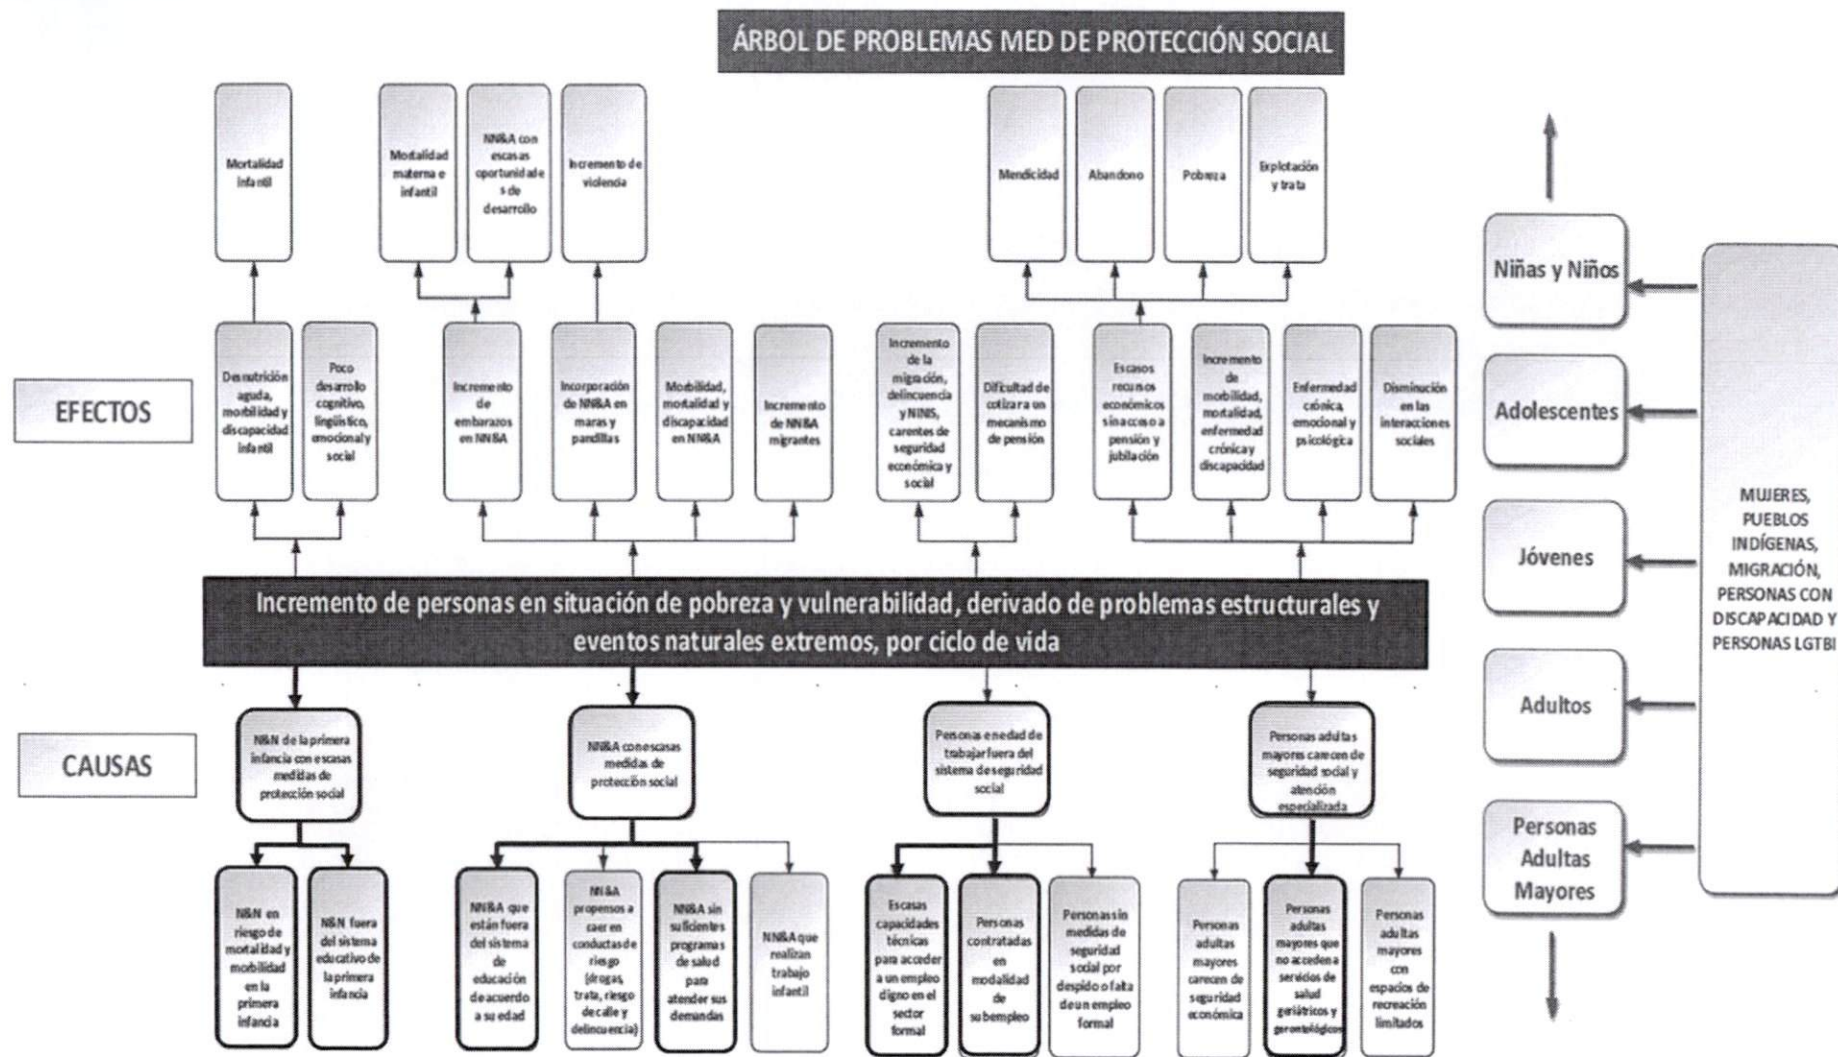 ÁRBOL DE PROBLEMAS MED DE PROTECCIÓN SOCIAL
Mortalidad
infantil
Mortalidad
materna e
infantil
NN&A con
escasas
oportunidade
s de
desarrollo
Incremento de
violencia
Mendicidad
Abandono
Pobreza
Explotación
y trata
EFECTOS
Desnutrición
aguda,
morbilidad y
discapacidad
infantil
Poco
desarrollo
cognitivo,
lingüístico,
emocional y
social
Incremento
de
embarazos
en NN&A
Incorporación
de NN&A en
maras y
pandillas
Morbilidad,
mortalidad y
discapacidad
en NN&A
Incremento
de NN&A
migrantes
Incremento
de la
migración,
delincuencia
y NINIS,
carentes de
seguridad
económica y
social
Dificultad de
cotizar a un
mecanismo
de pensión
Escasos
recursos
económicos
sin acceso a
pensión y
jubilación
Incremento
de
morbilidad,
mortalidad,
enfermedad
crónica y
discapacidad
Enfermedad
crónica,
emocional y
psicológica
Disminución
en las
interacciones
sociales
Incremento de personas en situación de pobreza y vulnerabilidad, derivado de problemas estructurales y
eventos naturales extremos, por ciclo de vida
CAUSAS
N&N de la primera
infancia con escasas
medidas de
protección social
NN&A con escasas
medidas de
protección social
Personas en edad de
trabajar fuera del
sistema de seguridad
social
Personas adultas
mayores carecen de
seguridad social y
atención
especializada
N&N en
riesgo de
mortalidad y
morbilidad
en la
primera
infancia
N&N fuera
del sistema
educativo de
la primera
infancia
NN&A que
están fuera
del sistema
de
educación
de acuerdo
a su edad
NN&A
propensos a
caer en
conductas de
riesgo
(drogas,
trata, riesgo
de calle y
delincuencia)
NN&A sin
suficientes
programas
de salud
para
atender sus
demandas
NN&A que
realizan
trabajo
infantil
Escasas
capacidades
técnicas
para acceder
a un empleo
digno en el
sector
formal
Personas
contratadas
en
modalidad
de
subempleo
Personas sin
medidas de
seguridad
social por
despido o falta
de un empleo
formal
Personas
adultas
mayores
carecen de
seguridad
económica
Personas
adultas
mayores que
no acceden a
servicios de
salud
geriátricos y
gerontológicos
Personas
adultas
mayores
con
espacios de
recreación
limitados
Niñas y Niños
Adolescentes
Jóvenes
Adultos
Personas
Adultas
Mayores
MUJERES,
PUEBLOS
INDÍGENAS,
MIGRACIÓN,
PERSONAS CON
DISCAPACIDAD Y
PERSONAS LGTBI